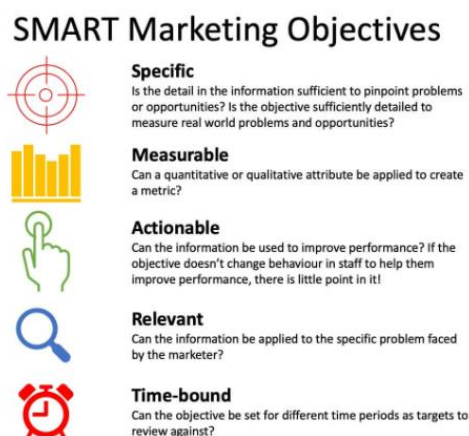 SMART Marketing Objectives
Specific
Is the detail in the information sufficient to pinpoint problems
or opportunities? Is the objective sufficiently detailed to
measure real world problems and opportunities?
Measurable
Can a quantitative or qualitative attribute be applied to create
a metric?
Actionable
Can the information be used to improve performance? If the
objective doesn't change behaviour in staff to help them
improve performance, there is little point in it!
Relevant
Can the information be applied to the specific problem faced
by the marketer?
Time-bound
Can the objective be set for different time periods as targets to
review against?